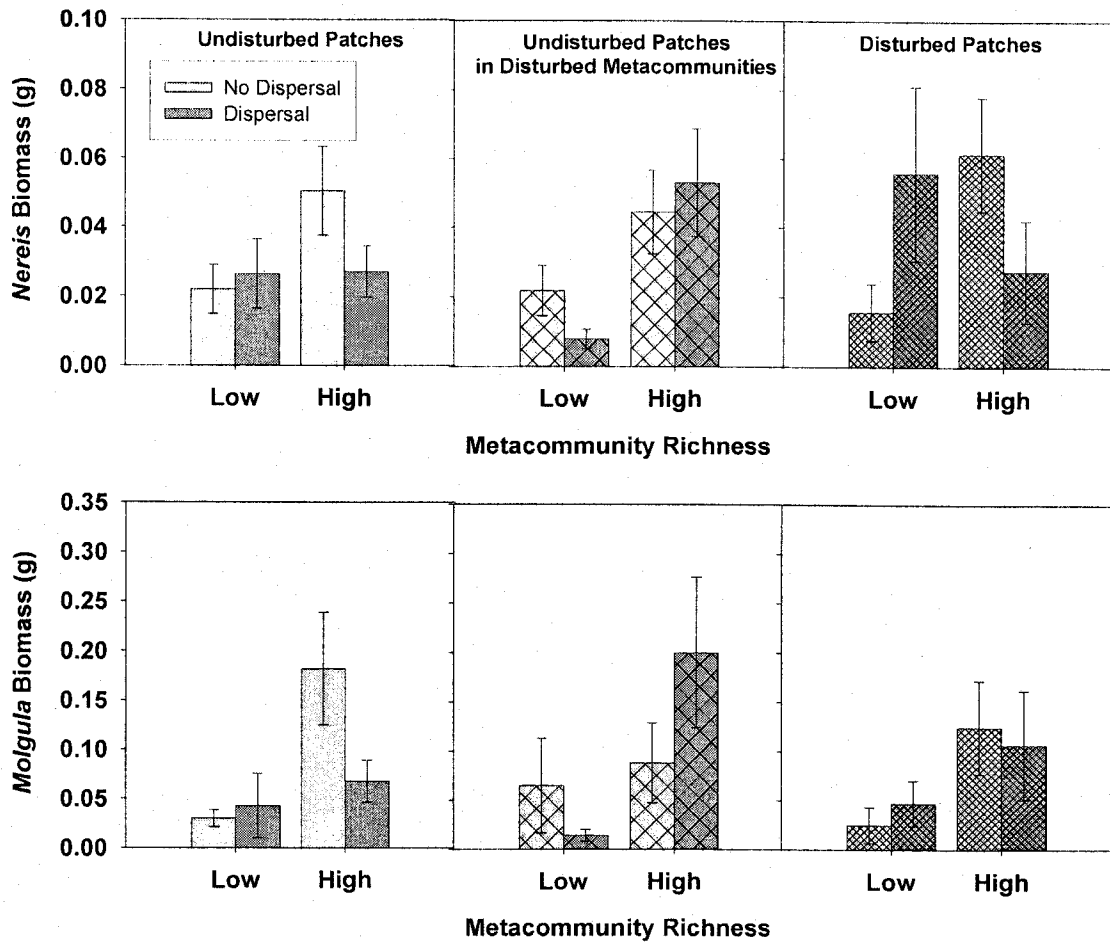 Undisturbed Patches
Undisturbed Patches
in Disturbed Metacommunities
Disturbed Patches
No Dispersal
Dispersal
Nereis Biomass (g)
0.10
0.08
0.06
0.04
0.02
0.00
Low High
Low High
Low High
Metacommunity Richness
Molgula Biomass (g)
0.35
0.30
0.25
0.20
0.15
0.10
0.05
0.00
Low High
Low High
Low High
Metacommunity Richness